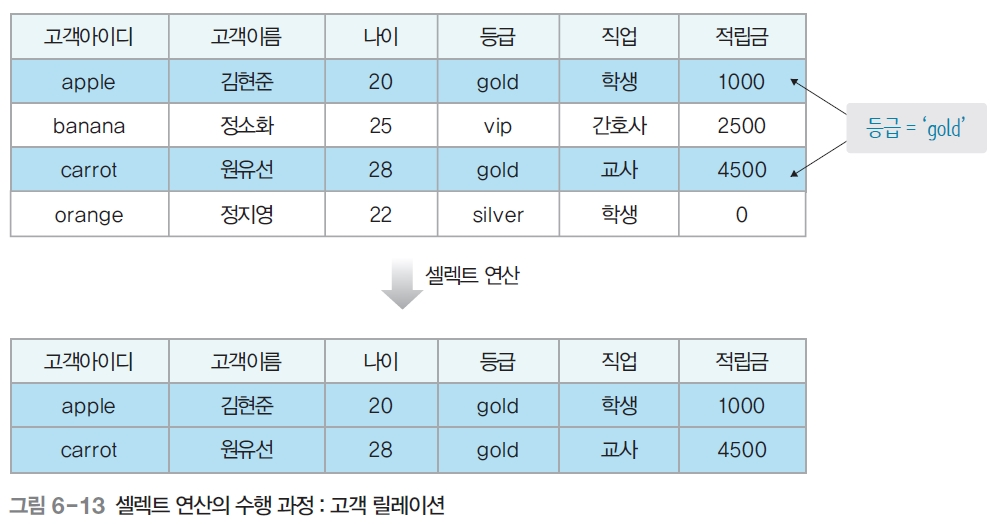 고객아이디 고객이름 나이 등급 직업 적립금
apple 김현준 20 gold 학생 1000
banana 정소화 25 vip 간호사 2500
carrot 원유선 28 gold 교사 4500
orange 정지영 22 silver 학생 0
등급 = ‘gold’
셀렉트 연산
고객아이디 고객이름 나이 등급 직업 적립금
apple 김현준 20 gold 학생 1000
carrot 원유선 28 gold 교사 4500
그림 6-13 셀렉트 연산의 수행 과정 : 고객 릴레이션